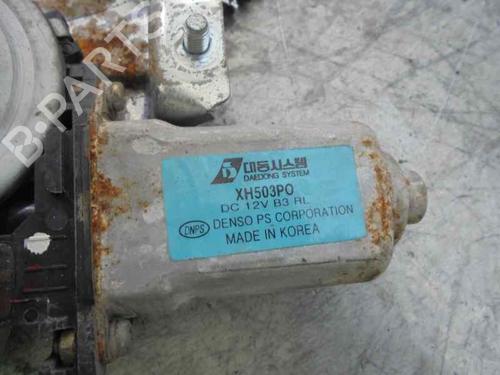 대동시스템
DAEDONG SYSTEM
XH503PO
DC 12V B3 RL
DNPS DENSO PS CORPORATION
MADE IN KOREA
B-PARTS